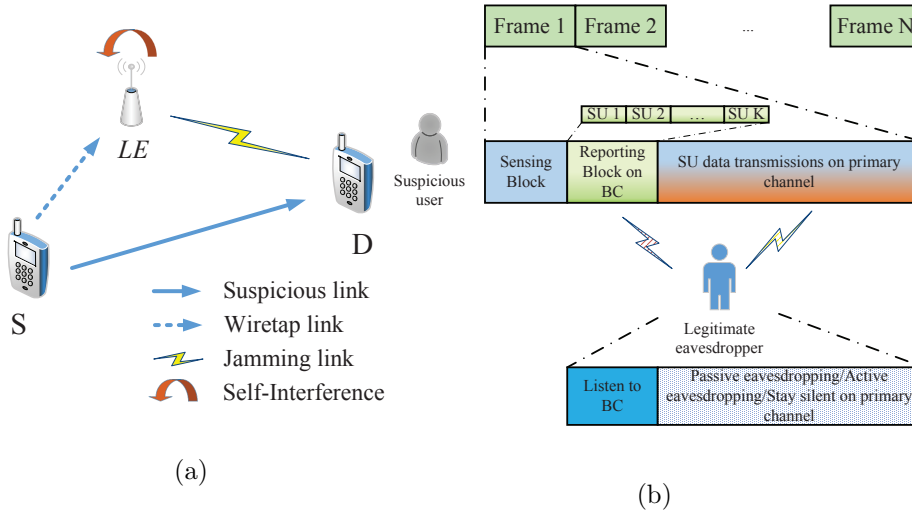 LE
Suspicious
user
D
S
Suspicious link
Wiretap link
Jamming link
Self-Interference
(a)
Frame 1 Frame 2 ... Frame N
SU 1 SU 2 ... SU K
Sensing
Block
Reporting
Block on
BC
SU data transmissions on primary
channel
Legitimate
eavesdropper
Listen to
BC
Passive eavesdropping/Active
eavesdropping/Stay silent on primary
channel
(b)